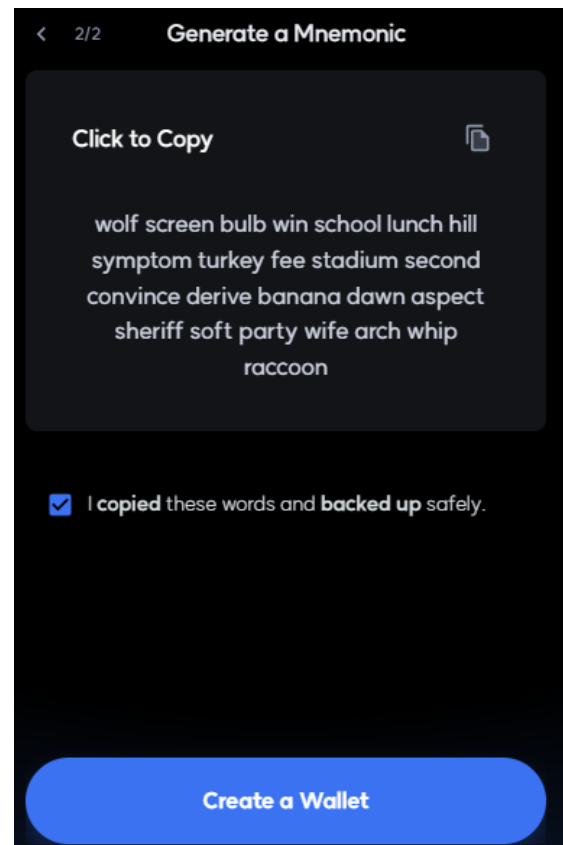 2/2 Generate a Mnemonic
Click to Copy
wolf screen bulb win school lunch hill
symptom turkey fee stadium second
convince derive banana dawn aspect
sheriff soft party wife arch whip
raccoon
I copied these words and backed up safely.
Create a Wallet